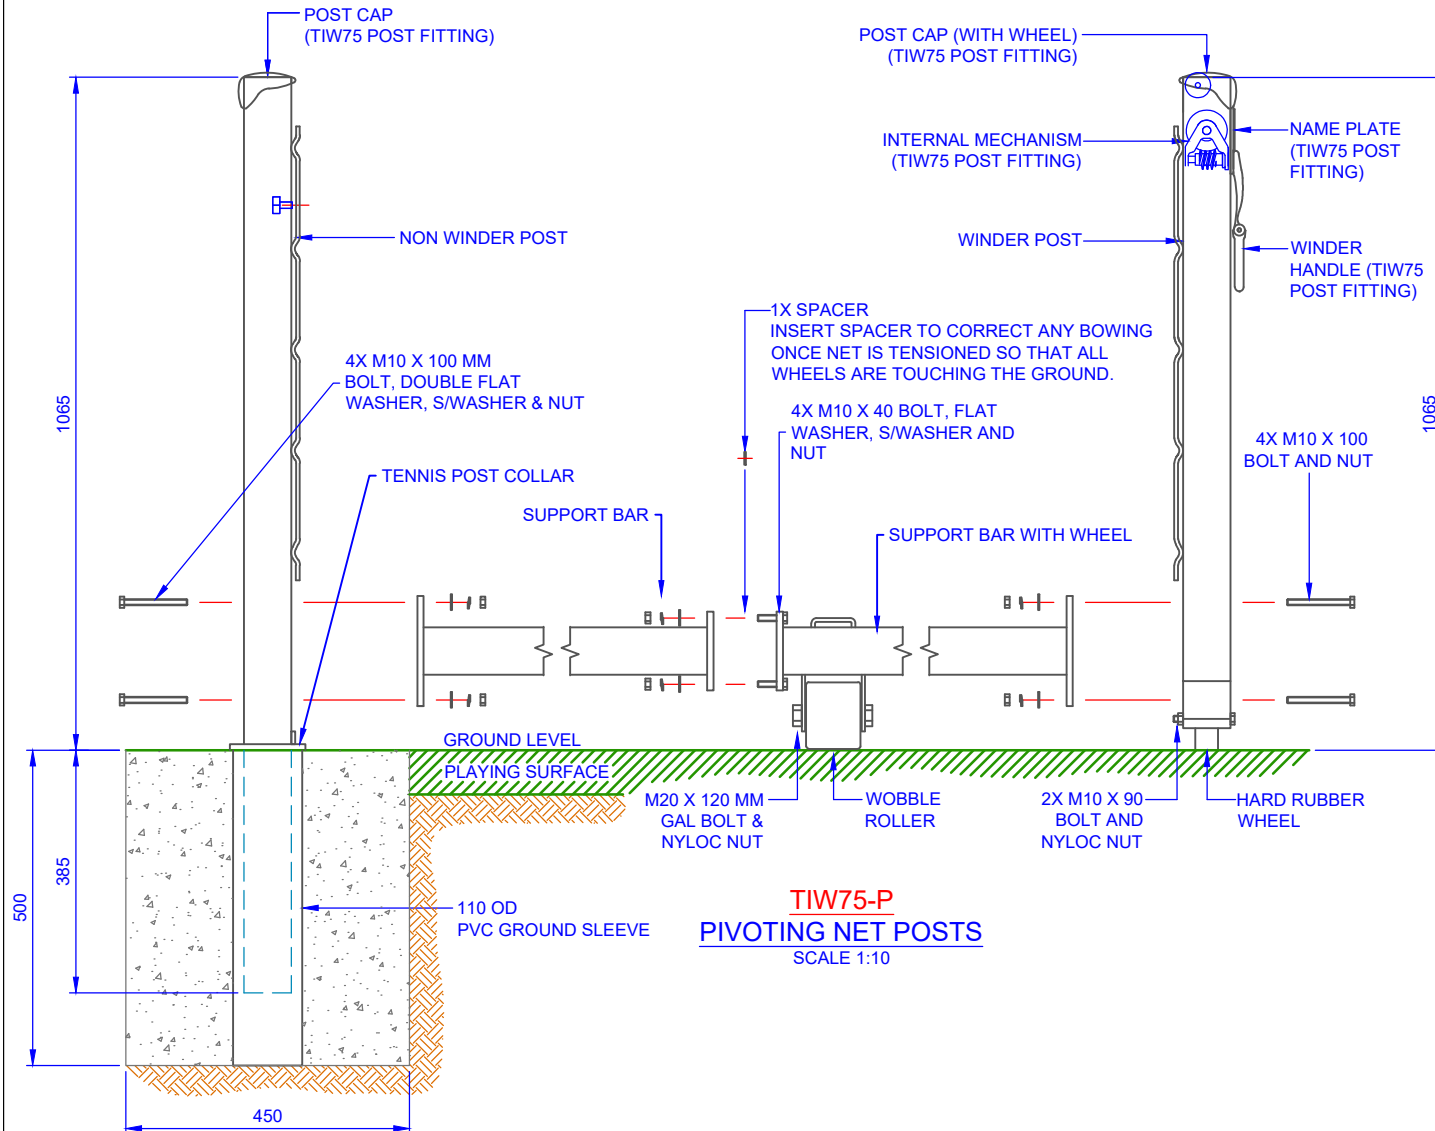 POST CAP
(TIW75 POST FITTING)
POST CAP (WITH WHEEL)
(TIW75 POST FITTING)
INTERNAL MECHANISM
(TIW75 POST FITTING)
NAME PLATE
(TIW75 POST
FITTING)
NON WINDER POST
WINDER POST
WINDER
HANDLE (TIW75
POST FITTING)
1X SPACER
INSERT SPACER TO CORRECT ANY BOWING
ONCE NET IS TENSIONED SO THAT ALL
WHEELS ARE TOUCHING THE GROUND.
4X M10 X 100 MM
BOLT, DOUBLE FLAT
WASHER, S/WASHER & NUT
4X M10 X 40 BOLT, FLAT
WASHER, S/WASHER AND
NUT
1065
1065
4X M10 X 100
BOLT AND NUT
TENNIS POST COLLAR
SUPPORT BAR
SUPPORT BAR WITH WHEEL
GROUND LEVEL
PLAYING SURFACE
M20 X 120 MM
GAL BOLT &
NYLOC NUT
WOBBLE
ROLLER
2X M10 X 90
BOLT AND
NYLOC NUT
HARD RUBBER
WHEEL
385
500
110 OD
PVC GROUND SLEEVE
TIW75-P
PIVOTING NET POSTS
SCALE 1:10
450